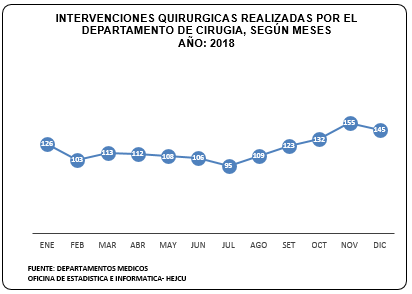 INTERVENCIONES QUIRURGICAS REALIZADAS POR EL
DEPARTAMENTO DE CIRUGIA, SEGÚN MESES
AÑO: 2018
126 103 113 112 108 106 95 109 123 132 155 145
ENE FEB MAR ABR MAY JUN JUL AGO SET OCT NOV DIC
FUENTE: DEPARTAMENTOS MEDICOS
OFICINA DE ESTADISTICA E INFORMATICA- HEJCU